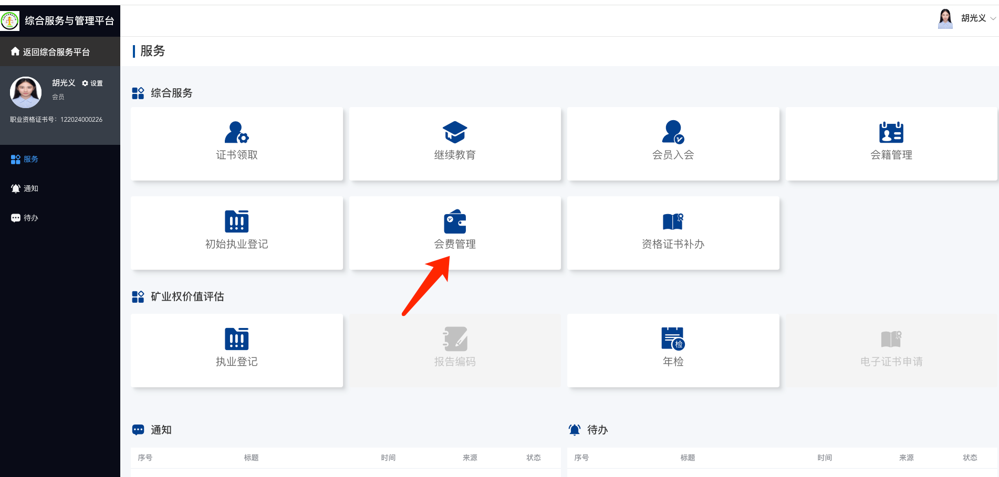 综合服务与管理平台
胡光义
返回综合服务平台
服务
胡光义 设置
会员
职业资格证书号：122024000226
服务
通知
待办
综合服务
证书领取
继续教育
会员入会
会籍管理
初始执业登记
会费管理
资格证书补办
矿业权价值评估
执业登记
报告编码
检
年检
电子证书申请
通知
待办
序号 标题 时间 来源 状态
序号 标题 时间 来源 状态